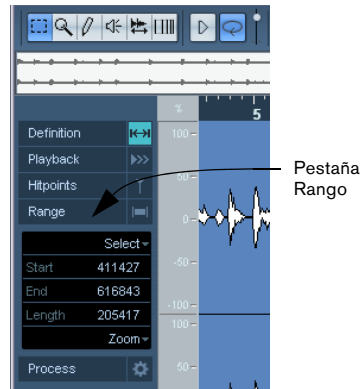 %
5
Definition
100
Playback
Hitpoints
50
Pestaña
Rango
Range
0
Select
Start 411427
-50
End 616843
Length 205417
-100
100
Zoom
Process
50